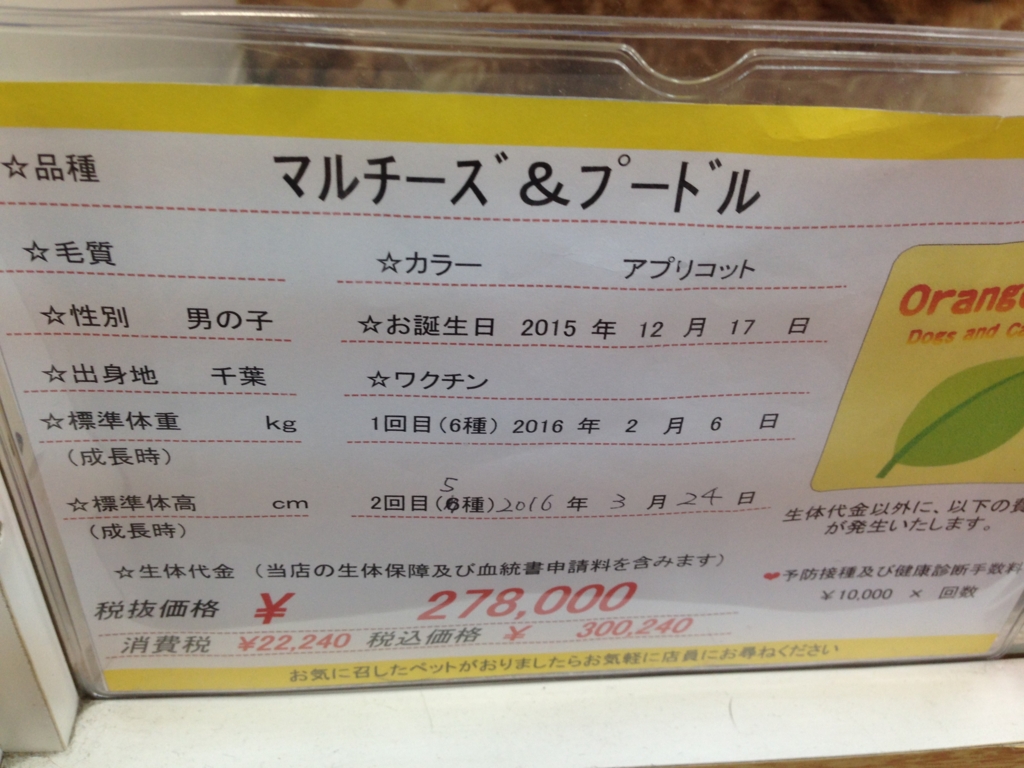 ☆品種 マルチーズ&プードル
☆毛質 ☆カラー アプリコット
☆性別 男の子 ☆お誕生日 2015 年 12 月 17 日
☆出身地 千葉 ☆ワクチン
☆標準体重 kg 1回目(6種) 2016 年 2 月 6 日
(成長時)
5
☆標準体高 cm 2回目(6種) 2016 年 3 月 24 日
(成長時)
☆生体代金 (当店の生体保障及び血統書申請料を含みます)
税抜価格 ¥ 278,000
消費税 ¥22,240 税込価格 ¥ 300,240
お気に召したペットがおりましたらお気軽に店員にお尋ねください
Orange
Dogs and Ca
生体代金以外に、以下の費
が発生いたします。
❤予防接種及び健康診断手数料
¥10,000 × 回数